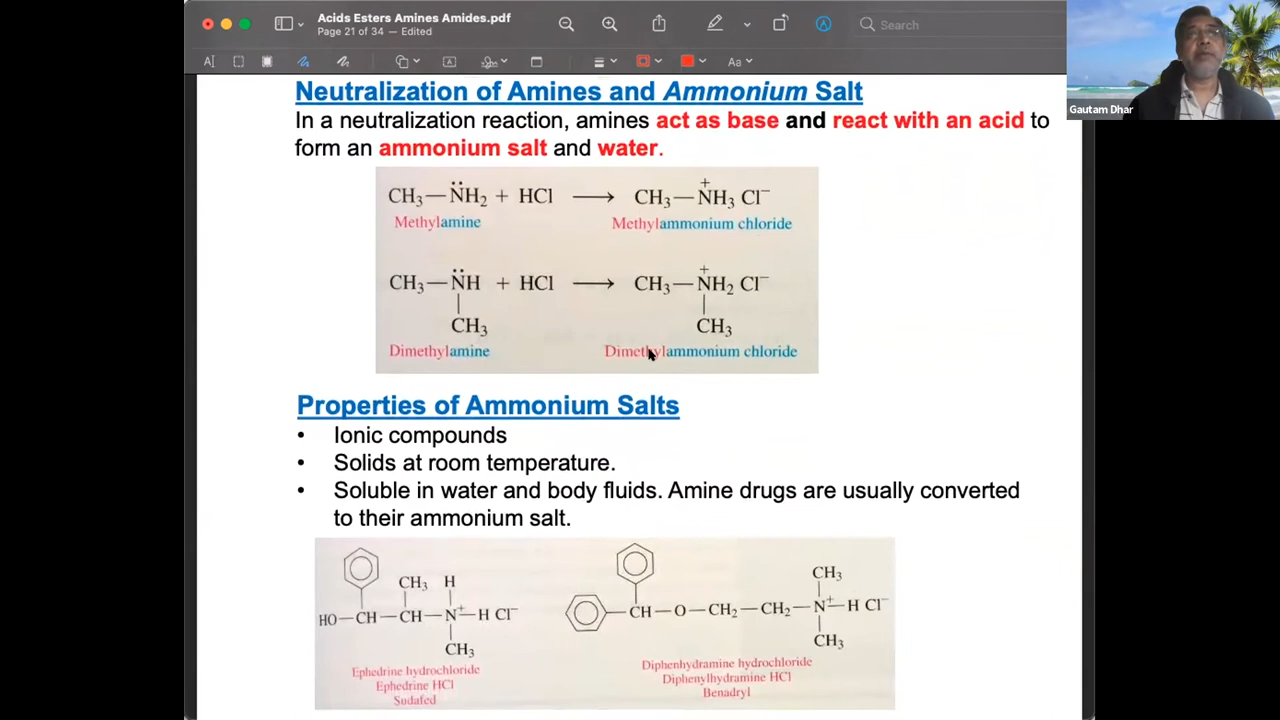 Acids Esters Amines Amides.pdf
Page 21 of 34 — Edited
Search
Gautam Dhar
Aa
Neutralization of Amines and Ammonium Salt
In a neutralization reaction, amines act as base and react with an acid to
form an ammonium salt and water.
CH₃—N̈H₂ + HCl ⟶ CH₃—N⁺H₃ Cl⁻
Methylamine Methylammonium chloride
CH₃—N̈H + HCl ⟶ CH₃—N⁺H₂ Cl⁻
CH₃ CH₃
Dimethylamine Dimethylammonium chloride
Properties of Ammonium Salts
• Ionic compounds
• Solids at room temperature.
• Soluble in water and body fluids. Amine drugs are usually converted
to their ammonium salt.
CH₃ H
HO—CH—CH—N⁺—H Cl⁻
CH₃
Ephedrine hydrochloride
Ephedrine HCl
Sudafed
CH₃
CH—O—CH₂—CH₂—N⁺—H Cl⁻
CH₃
Diphenhydramine hydrochloride
Diphenylhydramine HCl
Benadryl